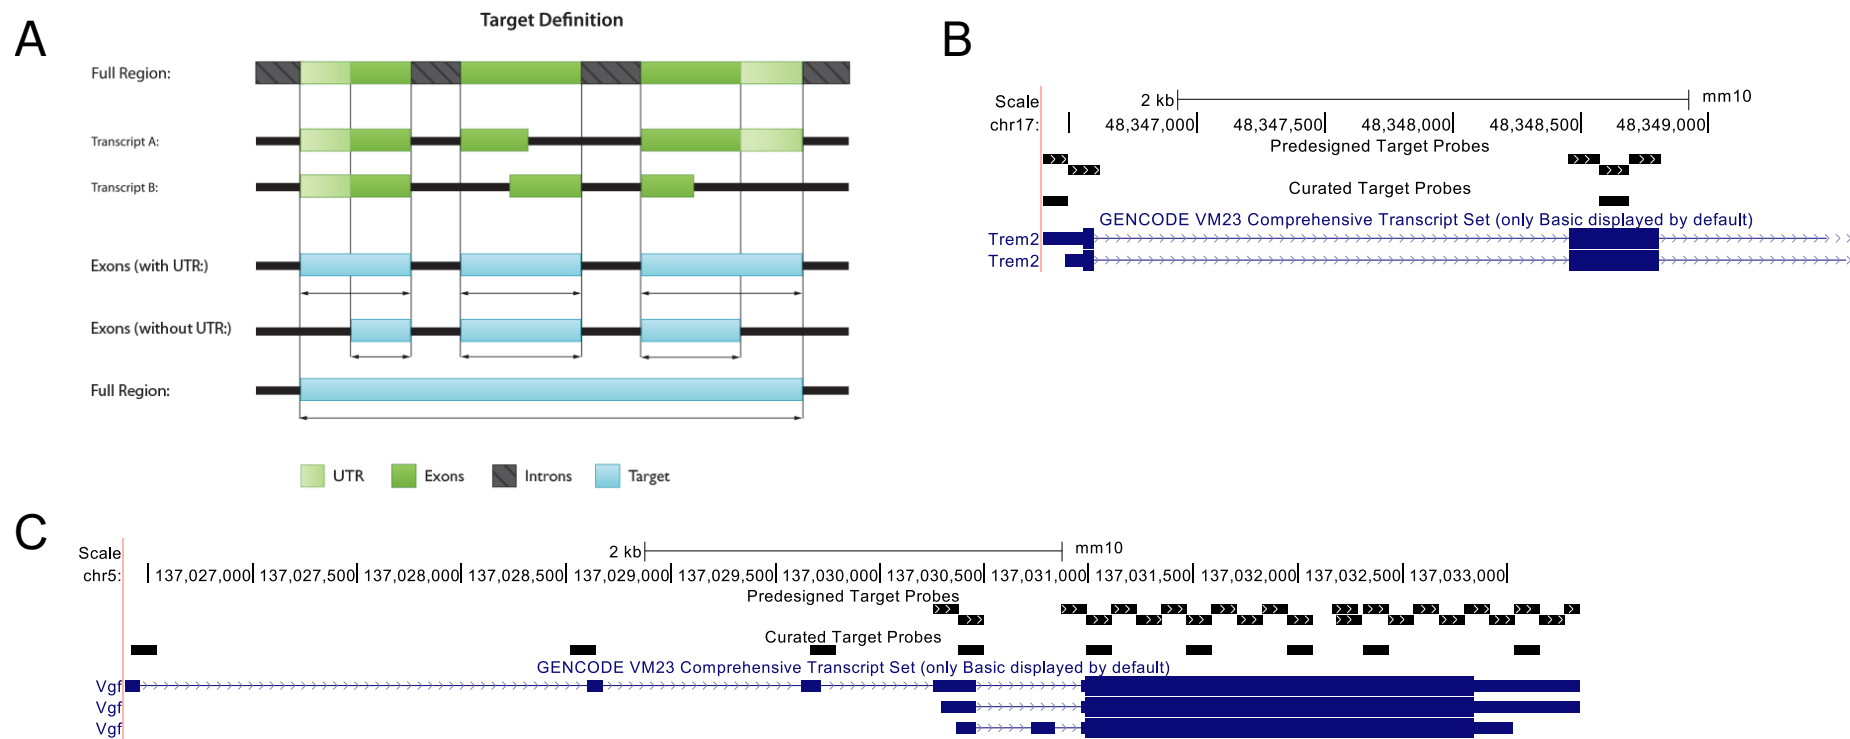 A
Target Definition
Full Region:
Transcript A:
Transcript B:
Exons (with UTR:)
Exons (without UTR:)
Full Region:
UTR
Exons
Introns
Target
B
Scale
2 kb
mm10
chr17:
48,347,000
48,347,500
48,348,000
48,348,500
48,349,000
Predesigned Target Probes
Curated Target Probes
GENCODE VM23 Comprehensive Transcript Set (only Basic displayed by default)
Trem2
Trem2
C
Scale
2 kb
mm10
chr5:
137,027,000
137,027,500
137,028,000
137,028,500
137,029,000
137,029,500
137,030,000
137,030,500
137,031,000
137,031,500
137,032,000
137,032,500
137,033,000
Predesigned Target Probes
Curated Target Probes
GENCODE VM23 Comprehensive Transcript Set (only Basic displayed by default)
Vgf
Vgf
Vgf